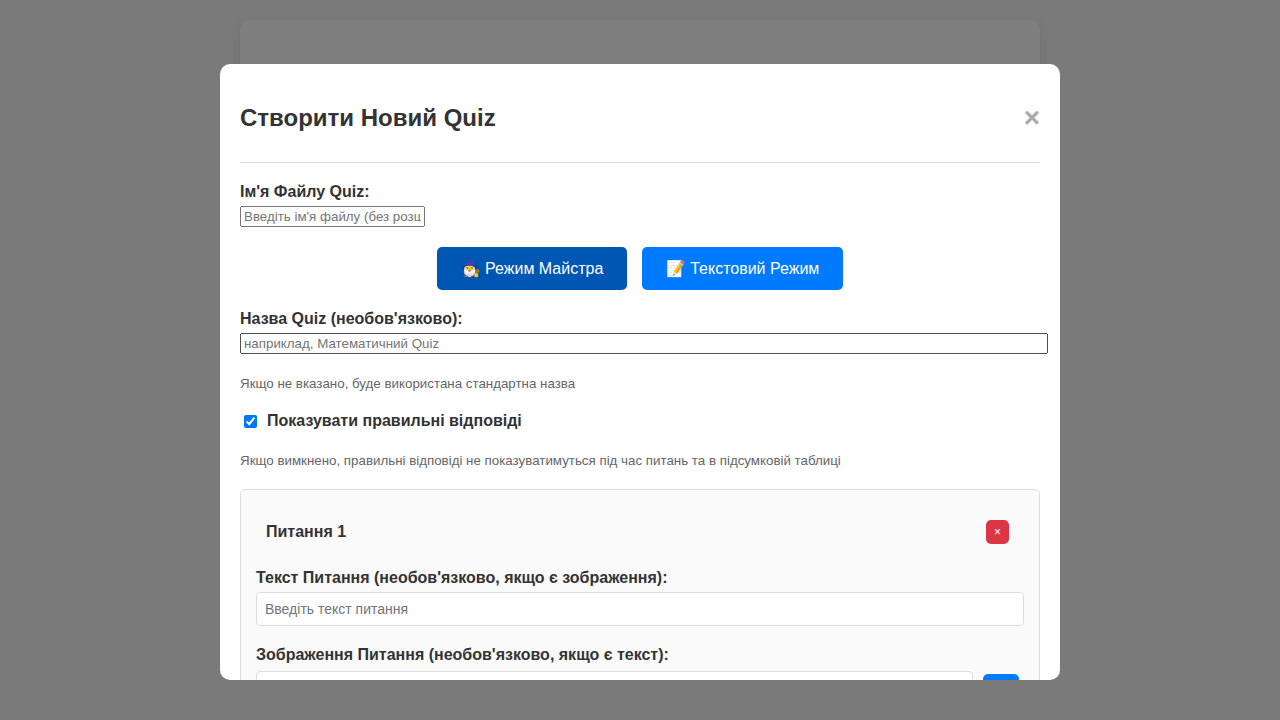 Створити Новий Quiz
×
Ім'я Файлу Quiz:
Введіть ім'я файлу (без
🧙‍♂️ Режим Майстра
📝 Текстовий Режим
Назва Quiz (необов'язково):
наприклад, Математичний Quiz
Якщо не вказано, буде використана стандартна назва
Показувати правильні відповіді
Якщо вимкнено, правильні відповіді не показуватимуться під час питань та в підсумковій таблиці
Питання 1
×
Текст Питання (необов'язково, якщо є зображення):
Введіть текст питання
Зображення Питання (необов'язково, якщо є текст):